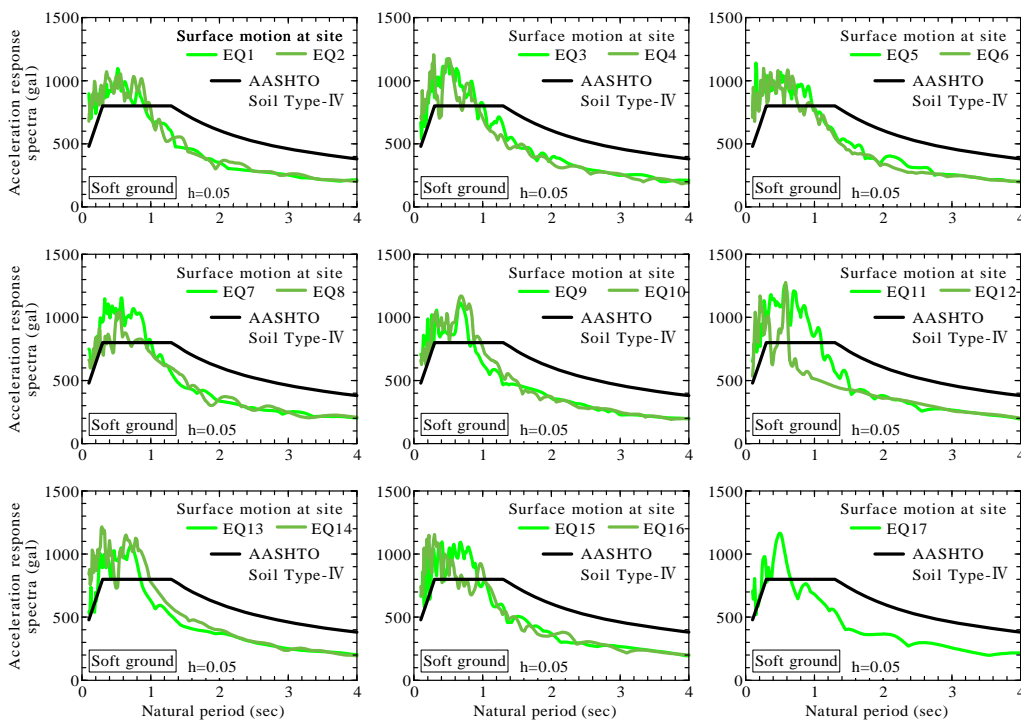 Acceleration response
spectra (gal)
1500
1000
500
0
Surface motion at site
EQ1 EQ2
AASHTO
Soil Type-IV
Soft ground
h=0.05
0 1 2 3 4
1500
1000
500
0
Surface motion at site
EQ3 EQ4
AASHTO
Soil Type-IV
Soft ground
h=0.05
0 1 2 3 4
1500
1000
500
0
Surface motion at site
EQ5 EQ6
AASHTO
Soil Type-IV
Soft ground
h=0.05
0 1 2 3 4
Acceleration response
spectra (gal)
1500
1000
500
0
Surface motion at site
EQ7 EQ8
AASHTO
Soil Type-IV
Soft ground
h=0.05
0 1 2 3 4
1500
1000
500
0
Surface motion at site
EQ9 EQ10
AASHTO
Soil Type-IV
Soft ground
h=0.05
0 1 2 3 4
1500
1000
500
0
Surface motion at site
EQ11 EQ12
AASHTO
Soil Type-IV
Soft ground
h=0.05
0 1 2 3 4
Acceleration response
spectra (gal)
1500
1000
500
0
Surface motion at site
EQ13 EQ14
AASHTO
Soil Type-IV
Soft ground
h=0.05
0 1 2 3 4
Natural period (sec)
1500
1000
500
0
Surface motion at site
EQ15 EQ16
AASHTO
Soil Type-IV
Soft ground
h=0.05
0 1 2 3 4
Natural period (sec)
1500
1000
500
0
Surface motion at site
EQ17
AASHTO
Soil Type-IV
Soft ground
h=0.05
0 1 2 3 4
Natural period (sec)